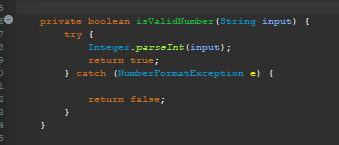 private boolean isValidNumber(String input) {
try {
Integer.parseInt(input);
return true;
} catch (NumberFormatException e) {
return false;
}
}